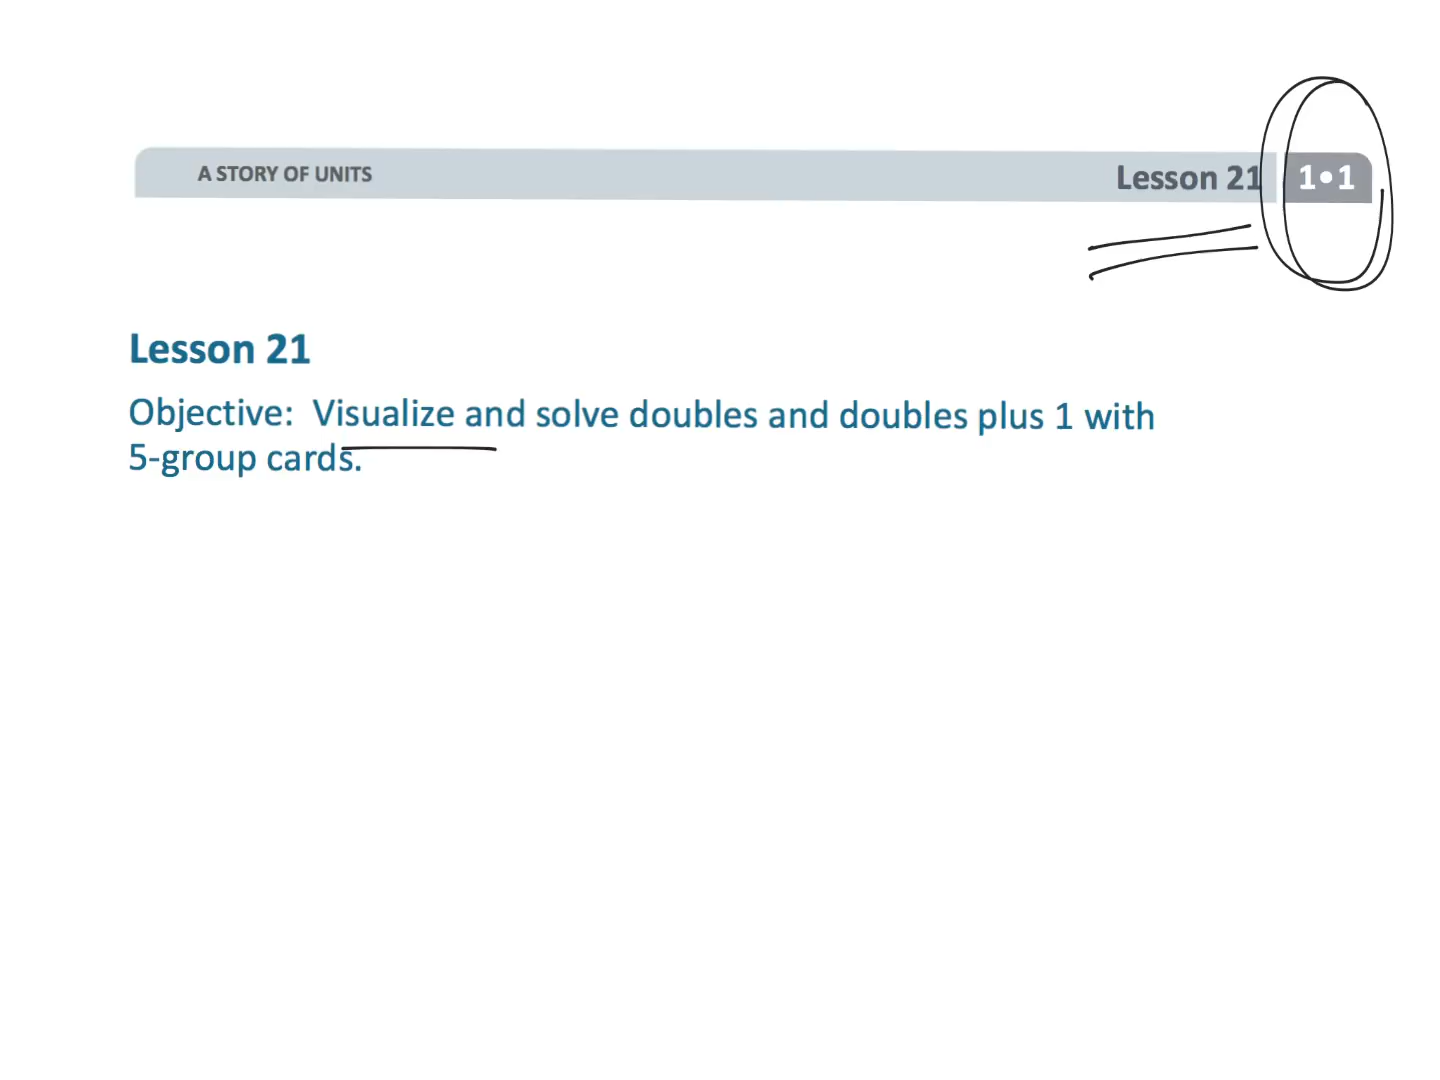 A STORY OF UNITS
Lesson 21 1•1
Lesson 21
Objective: Visualize and solve doubles and doubles plus 1 with
5-group cards.